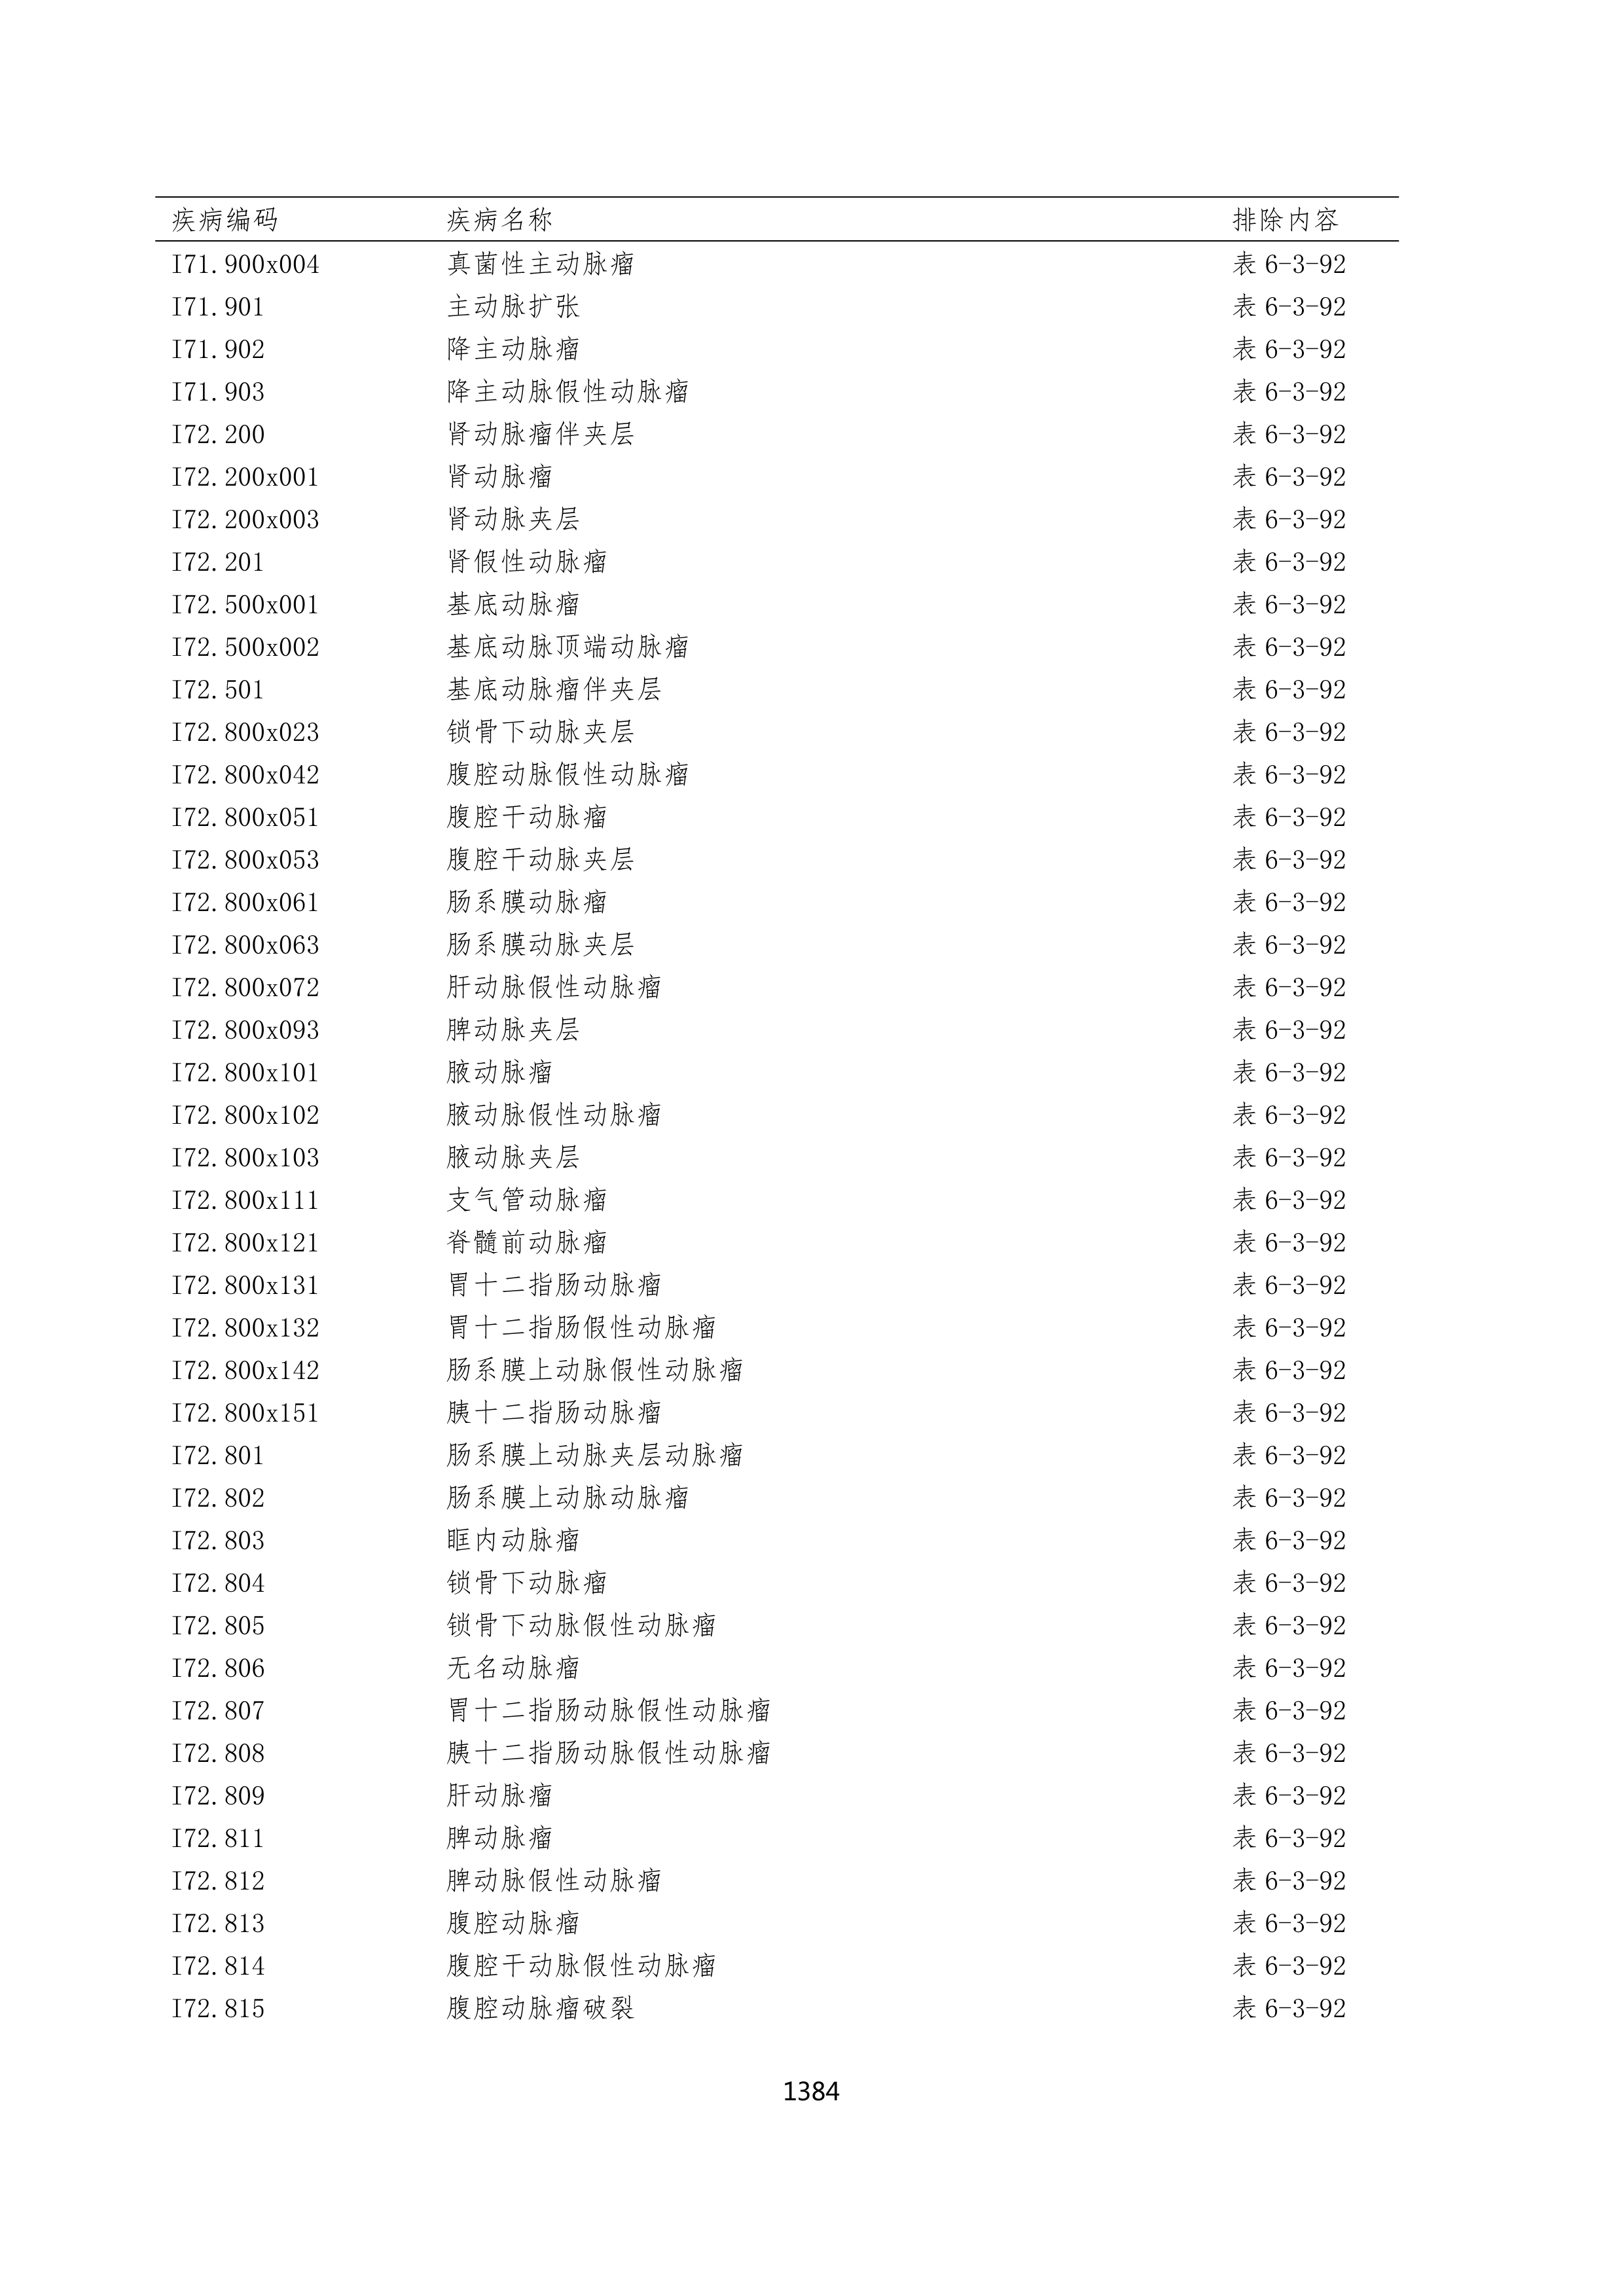 疾病编码 疾病名称 排除内容
I71.900x004 真菌性主动脉瘤 表 6-3-92
I71.901 主动脉扩张 表 6-3-92
I71.902 降主动脉瘤 表 6-3-92
I71.903 降主动脉假性动脉瘤 表 6-3-92
I72.200 肾动脉瘤伴夹层 表 6-3-92
I72.200x001 肾动脉瘤 表 6-3-92
I72.200x003 肾动脉夹层 表 6-3-92
I72.201 肾假性动脉瘤 表 6-3-92
I72.500x001 基底动脉瘤 表 6-3-92
I72.500x002 基底动脉顶端动脉瘤 表 6-3-92
I72.501 基底动脉瘤伴夹层 表 6-3-92
I72.800x023 锁骨下动脉夹层 表 6-3-92
I72.800x042 腹腔动脉假性动脉瘤 表 6-3-92
I72.800x051 腹腔干动脉瘤 表 6-3-92
I72.800x053 腹腔干动脉夹层 表 6-3-92
I72.800x061 肠系膜动脉瘤 表 6-3-92
I72.800x063 肠系膜动脉夹层 表 6-3-92
I72.800x072 肝动脉假性动脉瘤 表 6-3-92
I72.800x093 脾动脉夹层 表 6-3-92
I72.800x101 腋动脉瘤 表 6-3-92
I72.800x102 腋动脉假性动脉瘤 表 6-3-92
I72.800x103 腋动脉夹层 表 6-3-92
I72.800x111 支气管动脉瘤 表 6-3-92
I72.800x121 脊髓前动脉瘤 表 6-3-92
I72.800x131 胃十二指肠动脉瘤 表 6-3-92
I72.800x132 胃十二指肠假性动脉瘤 表 6-3-92
I72.800x142 肠系膜上动脉假性动脉瘤 表 6-3-92
I72.800x151 胰十二指肠动脉瘤 表 6-3-92
I72.801 肠系膜上动脉夹层动脉瘤 表 6-3-92
I72.802 肠系膜上动脉动脉瘤 表 6-3-92
I72.803 眶内动脉瘤 表 6-3-92
I72.804 锁骨下动脉瘤 表 6-3-92
I72.805 锁骨下动脉假性动脉瘤 表 6-3-92
I72.806 无名动脉瘤 表 6-3-92
I72.807 胃十二指肠动脉假性动脉瘤 表 6-3-92
I72.808 胰十二指肠动脉假性动脉瘤 表 6-3-92
I72.809 肝动脉瘤 表 6-3-92
I72.811 脾动脉瘤 表 6-3-92
I72.812 脾动脉假性动脉瘤 表 6-3-92
I72.813 腹腔动脉瘤 表 6-3-92
I72.814 腹腔干动脉假性动脉瘤 表 6-3-92
I72.815 腹腔动脉瘤破裂 表 6-3-92
1384